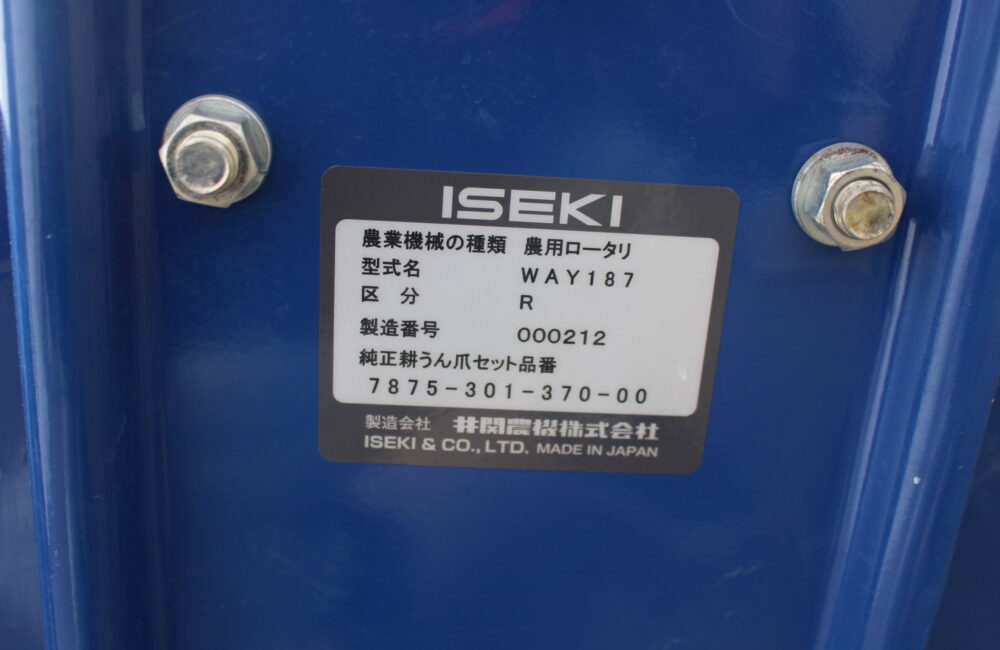 ISEKI
農業機械の種類 農用ロータリ
型式名 WAY187
区 分 R
製造番号 000212
純正耕うん爪セット品番
7875-301-370-00
製造会社 井関農機株式会社
ISEKI & CO., LTD. MADE IN JAPAN